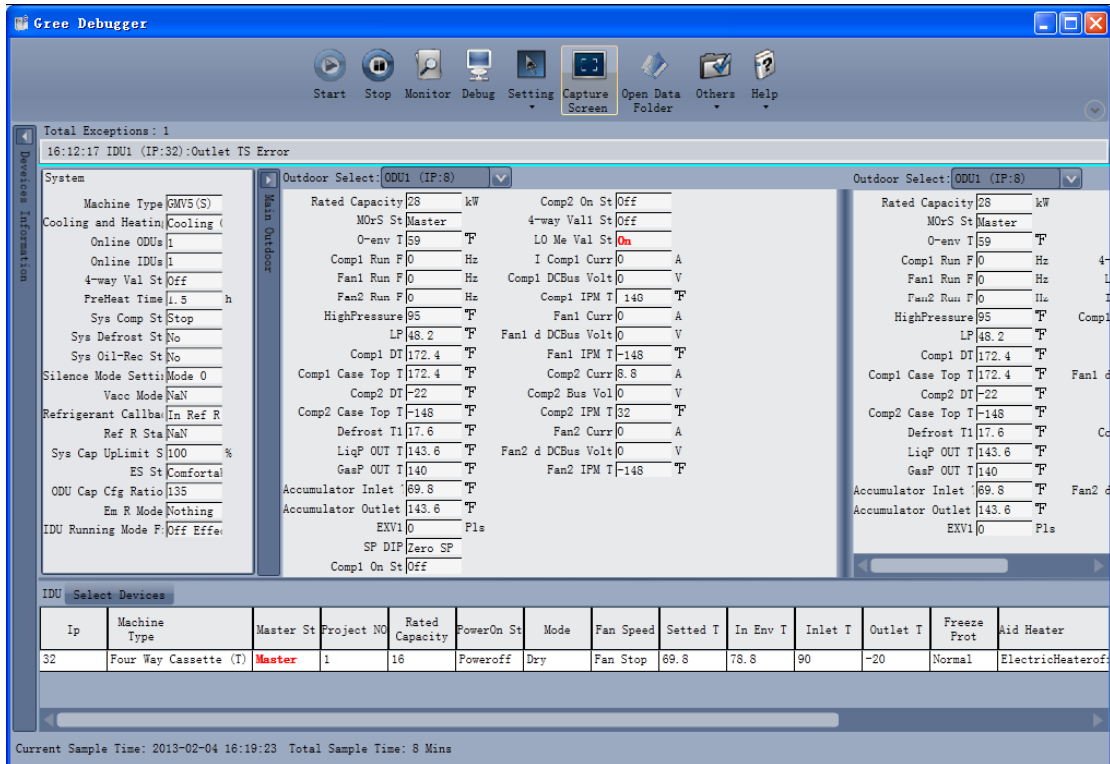 Gree Debugger
Start Stop Monitor Debug Setting Capture Screen Open Data Folder Others Help
Total Exceptions: 1
16:12:17 IDU1 (IP:32):Outlet TS Error
Deveices Information
System
Machine Type GMV5(S)
Cooling and Heatin Cooling (
Online ODUs 1
Online IDUs 1
4-way Val St Off
PreHeat Time 1.5 h
Sys Comp St Stop
Sys Defrost St No
Sys Oil-Rec St No
Silence Mode Setti: Mode 0
Vacc Mode NaN
Refrigerant Callba In Ref R
Ref R Sta NaN
Sys Cap UpLimit S 100 %
ES St Comfortal
ODU Cap Cfg Ratio 135
Em R Mode Nothing
IDU Running Mode F: Off Effe
Main Outdoor
Outdoor Select: ODU1 (IP:8)
Rated Capacity 28 kW
MOrS St Master
O-env T 59 °F
Comp1 Run F 0 Hz
Fan1 Run F 0 Hz
Fan2 Run F 0 Hz
HighPressure 95 °F
LP 48.2 °F
Comp1 DT 172.4 °F
Comp1 Case Top T 172.4 °F
Comp2 DT -22 °F
Comp2 Case Top T -148 °F
Defrost T1 17.6 °F
LiqP OUT T 143.6 °F
GasP OUT T 140 °F
Accumulator Inlet 69.8 °F
Accumulator Outlet 143.6 °F
EXV1 0 Pls
SP DIP Zero SP
Comp1 On St Off
Comp2 On St Off
4-way Val1 St Off
LO Me Val St On
I Comp1 Curr 0 A
Comp1 DCBus Volt 0 V
Comp1 IPM T 148 °F
Fan1 Curr 0 A
Fan1 d DCBus Volt 0 V
Fan1 IPM T -148 °F
Comp2 Curr 8.8 A
Comp2 Bus Vol 0 V
Comp2 IPM T 32 °F
Fan2 Curr 0 A
Fan2 d DCBus Volt 0 V
Fan2 IPM T -148 °F
Outdoor Select: ODU1 (IP:8)
Rated Capacity 28 kW
MOrS St Master
O-env T 59 °F
Comp1 Run F 0 Hz 4-
Fan1 Run F 0 Hz L
Fan2 Run F 0 Hz I
HighPressure 95 °F Comp1
LP 48.2 °F
Comp1 DT 172.4 °F
Comp1 Case Top T 172.4 °F Fan1 d
Comp2 DT -22 °F
Comp2 Case Top T -148 °F
Defrost T1 17.6 °F Co
LiqP OUT T 143.6 °F
GasP OUT T 140 °F
Accumulator Inlet 69.8 °F Fan2 d
Accumulator Outlet 143.6 °F
EXV1 0 Pls
IDU Select Devices
Ip Machine Type Master St Project NO Rated Capacity PowerOn St Mode Fan Speed Setted T In Env T Inlet T Outlet T Freeze Prot Aid Heater
32 Four Way Cassette (T) Master 1 16 Poweroff Dry Fan Stop 69.8 78.8 90 -20 Normal ElectricHeaterof
Current Sample Time: 2013-02-04 16:19:23 Total Sample Time: 8 Mins